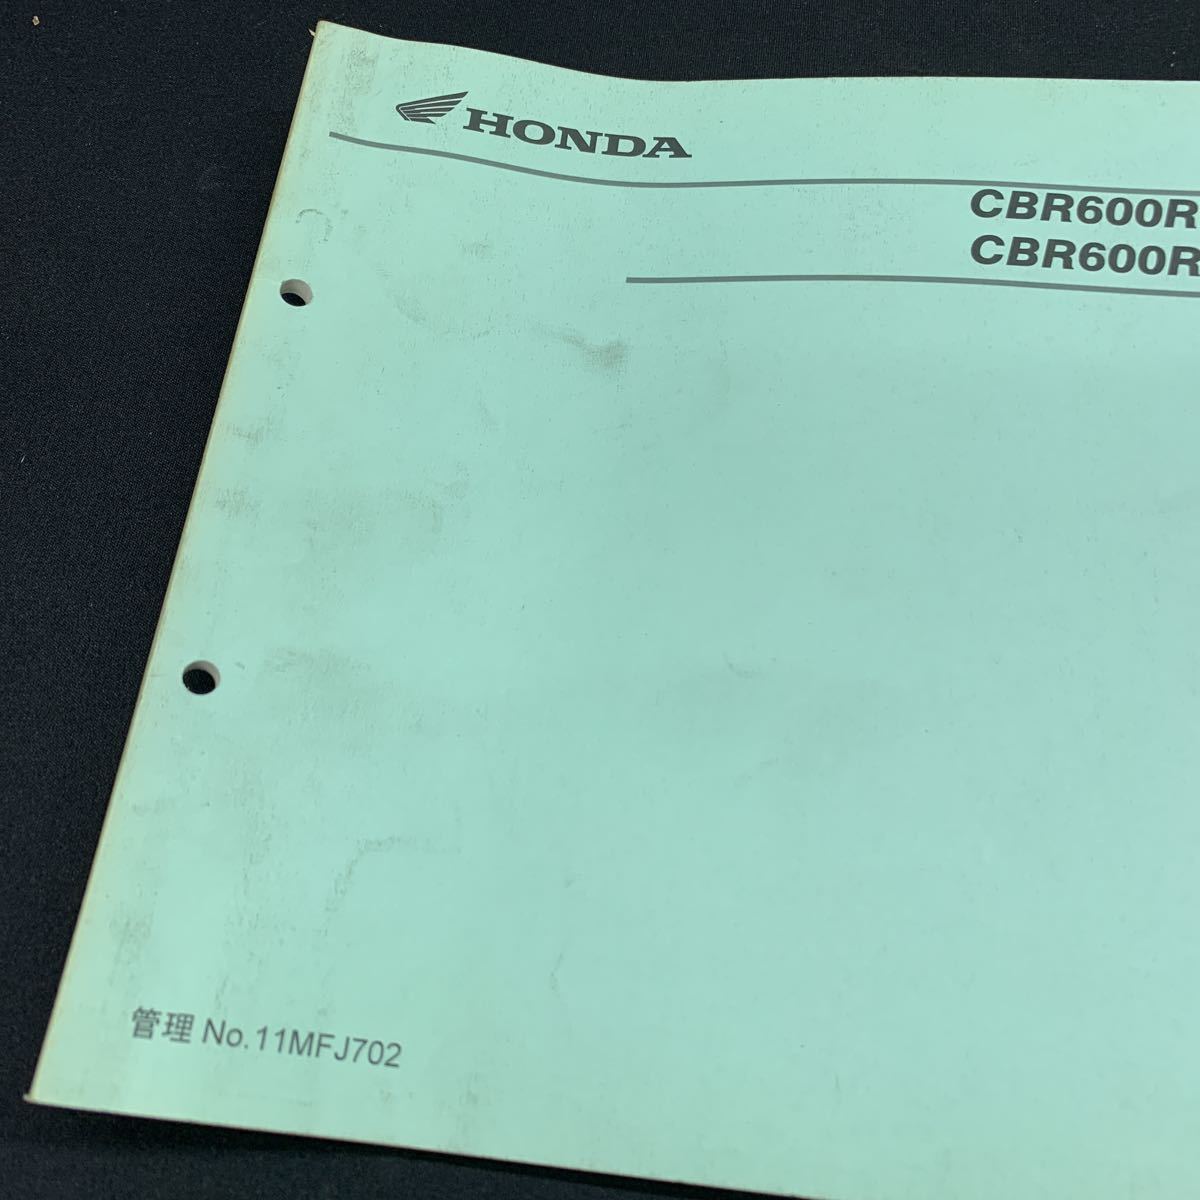 HONDA
CBR600R
CBR600R
管理 No.11MFJ702